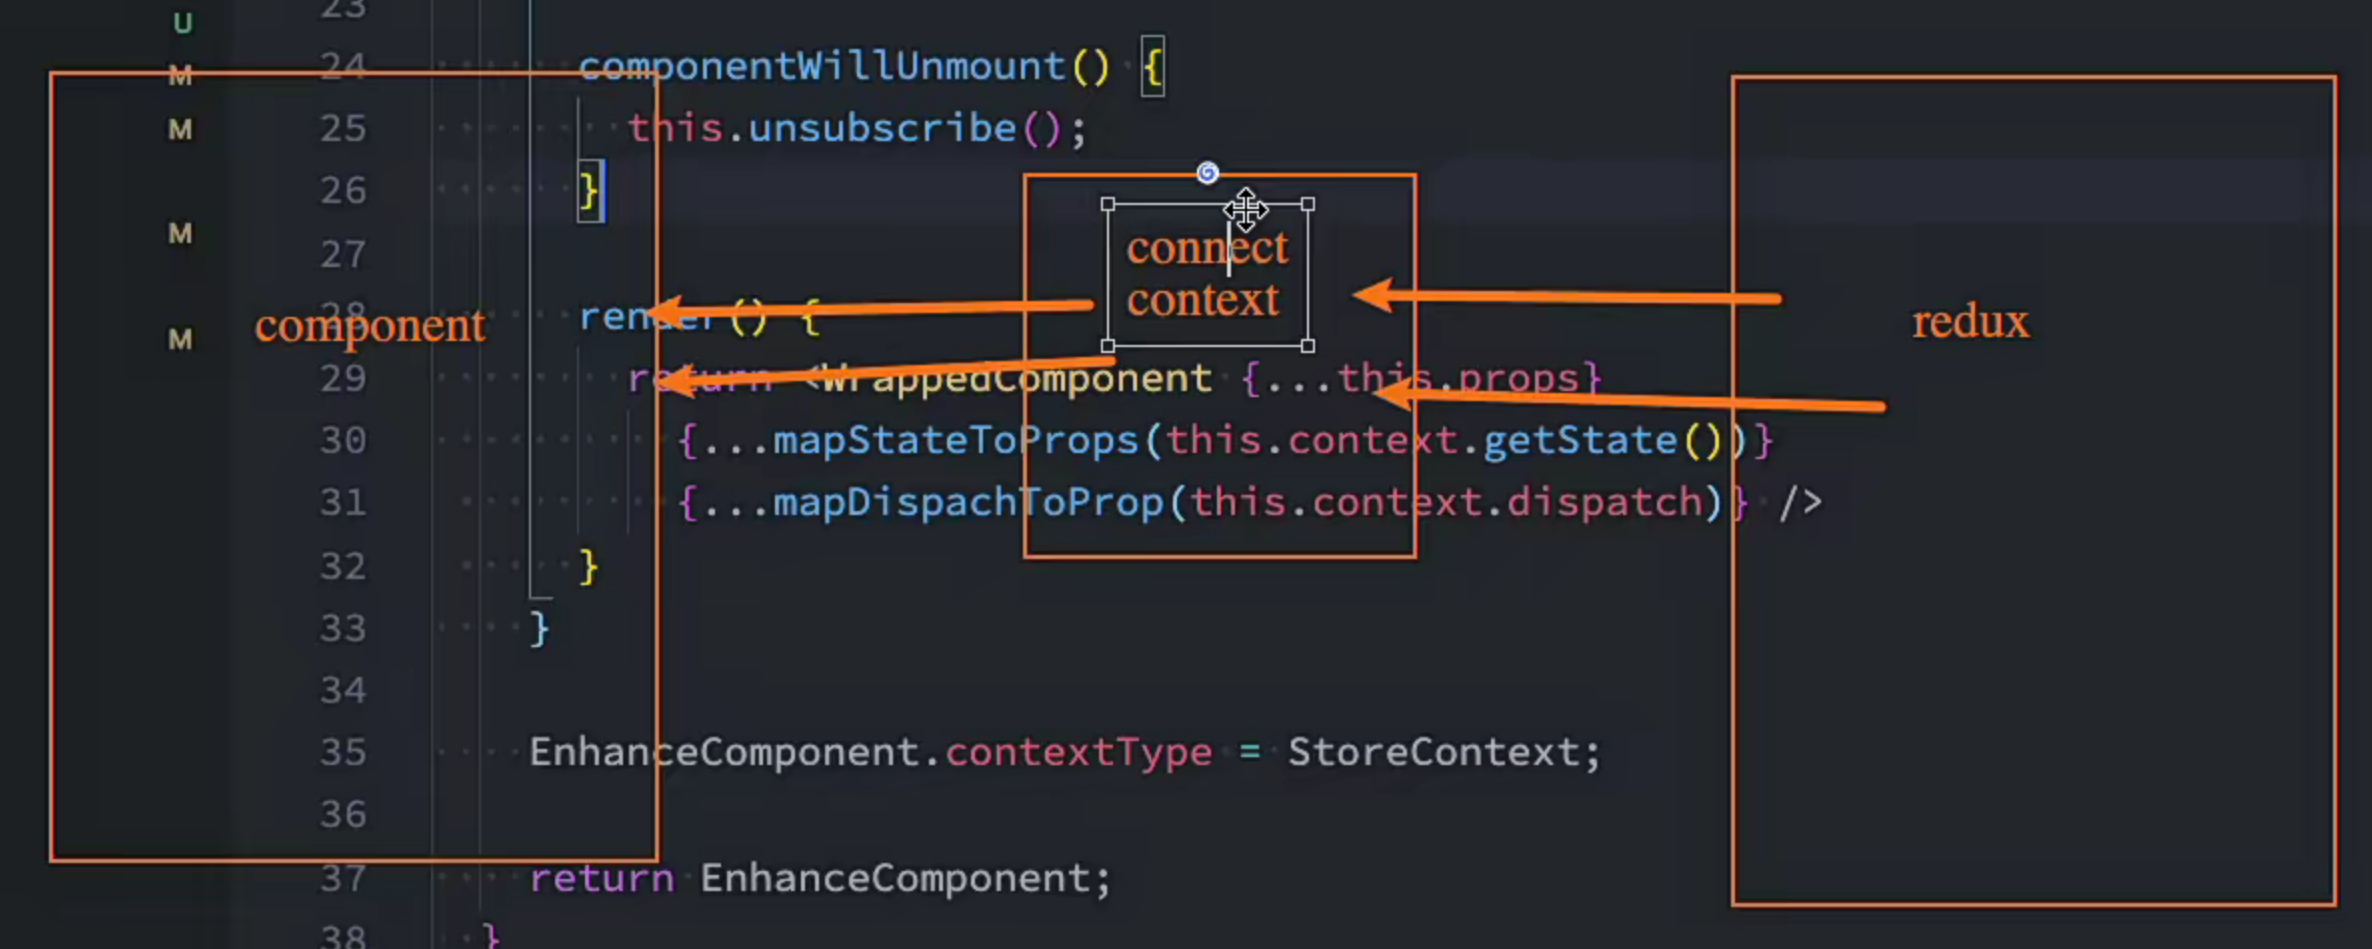 23
U
24 componentWillUnmount() {
M
25 this.unsubscribe();
M
26 }
27
M
connect
context
28 render() {
component
redux
M
29 return <WrappedComponent {...this.props}
30 {...mapStateToProps(this.context.getState())}
31 {...mapDispachToProp(this.context.dispatch)} />
32 }
33 }
34
35 EnhanceComponent.contextType = StoreContext;
36
37 return EnhanceComponent;
38 }